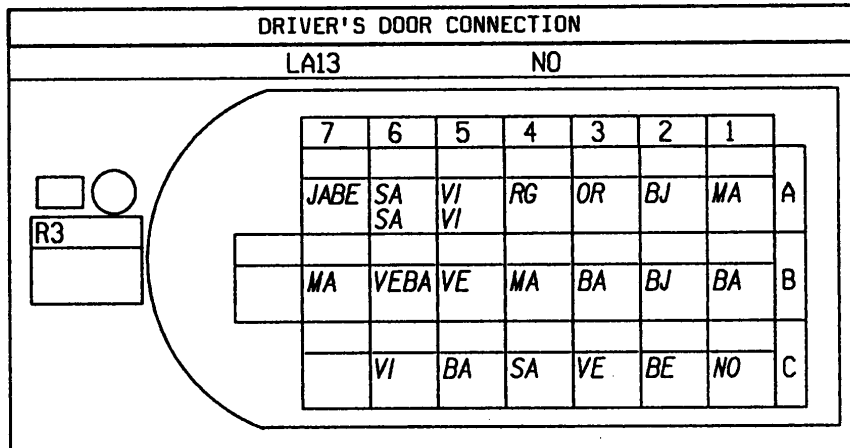 DRIVER'S DOOR CONNECTION
LA13 NO
7 6 5 4 3 2 1
JABE SA VI RG OR BJ MA A
SA VI
R3
MA VEBA VE MA BA BJ BA B
VI BA SA VE BE NO C